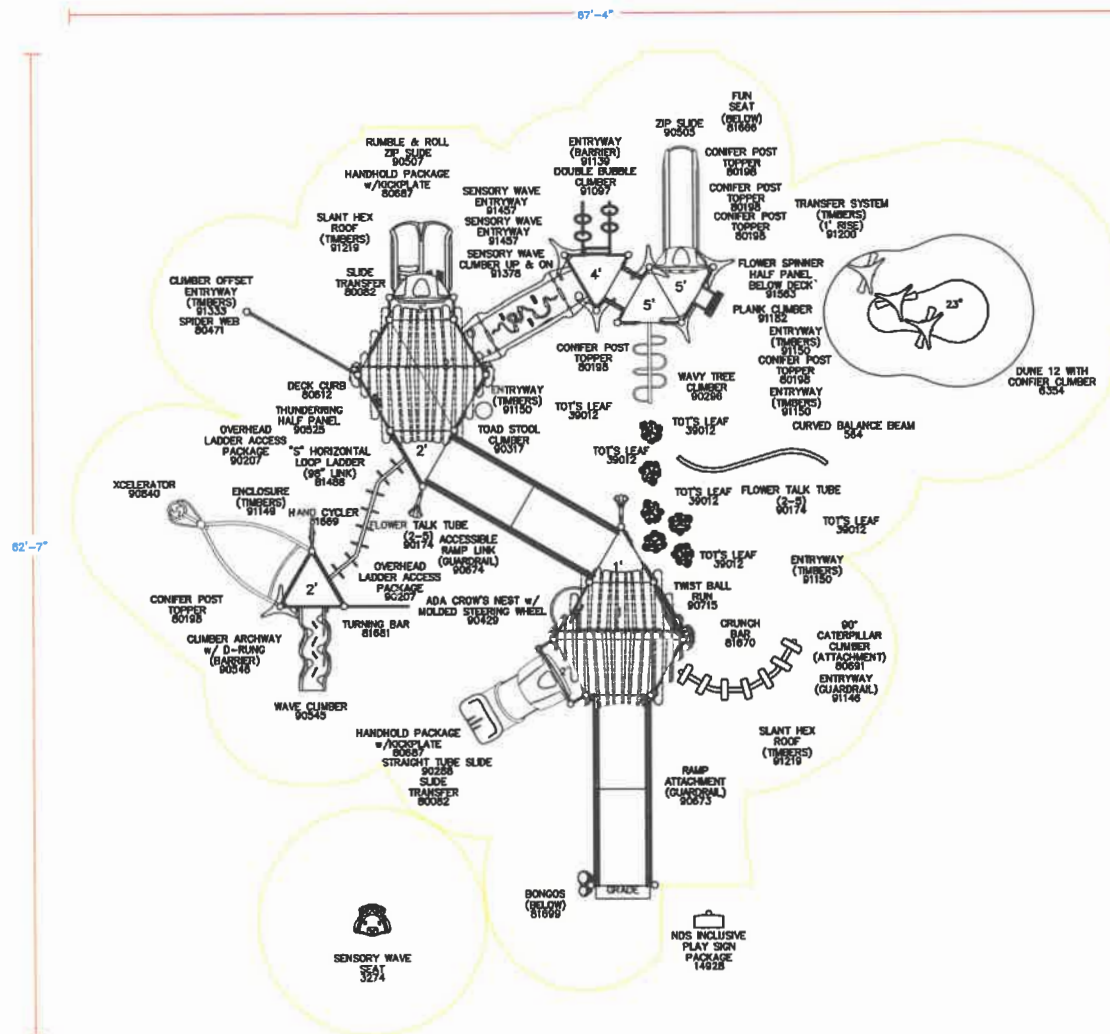 67'-4"
62'-7"
FUN
SEAT
(BELOW)
81666
ZIP SLIDE
90505
RUMBLE & ROLL
ZIP SLIDE
90507
HANDHOLD PACKAGE
w/KICKPLATE
80687
ENTRYWAY
(BARRIER)
91139
DOUBLE BUBBLE
CLIMBER
91097
CONIFER POST
TOPPER
80198
CONIFER POST
TOPPER
80198
CONIFER POST
TOPPER
80198
SENSORY WAVE
ENTRYWAY
91457
SENSORY WAVE
ENTRYWAY
91457
SENSORY WAVE
CLIMBER UP & ON
91378
TRANSFER SYSTEM
(TIMBERS)
(1' RISE)
91200
SLANT HEX
ROOF
(TIMBERS)
91219
SLIDE
TRANSFER
80082
CLIMBER OFFSET
ENTRYWAY
(TIMBERS)
91333
SPIDER WEB
80471
4'
5'
5'
FLOWER SPINNER
HALF PANEL
BELOW DECK
91563
PLANK CLIMBER
91182
ENTRYWAY
(TIMBERS)
91150
CONIFER POST
TOPPER
80198
ENTRYWAY
(TIMBERS)
91150
23"
DUNE 12 WITH
CONFIER CLIMBER
6354
CONIFER POST
TOPPER
80198
WAVY TREE
CLIMBER
90296
DECK CURB
80612
THUNDERRING
HALF PANEL
90525
OVERHEAD
LADDER ACCESS
PACKAGE
90207
"S" HORIZONTAL
LOOP LADDER
(98" LINK)
81488
2'
ENTRYWAY
(TIMBERS)
91150
TOAD STOOL
CLIMBER
90317
TOT'S LEAF
39012
TOT'S LEAF
39012
TOT'S LEAF
39012
CURVED BALANCE BEAM
584
TOT'S LEAF
39012
FLOWER TALK TUBE
(2-5)
90174
TOT'S LEAF
39012
TOT'S LEAF
39012
XCELERATOR
90840
ENCLOSURE
(TIMBERS)
91149
HAND CYCLER
81669
FLOWER TALK TUBE
(2-5)
90174
ACCESSIBLE
RAMP LINK
(GUARDRAIL)
90674
OVERHEAD
LADDER ACCESS
PACKAGE
90207
ADA CROW'S NEST w/
MOLDED STEERING WHEEL
90429
2'
1'
ENTRYWAY
(TIMBERS)
91150
TWIST BALL
RUN
90715
CONIFER POST
TOPPER
80198
TURNING BAR
81681
CLIMBER ARCHWAY
w/ D-RUNG
(BARRIER)
90548
WAVE CLIMBER
90545
CRUNCH
BAR
81670
90°
CATERPILLAR
CLIMBER
(ATTACHMENT)
80691
ENTRYWAY
(GUARDRAIL)
91146
SLANT HEX
ROOF
(TIMBERS)
91219
HANDHOLD PACKAGE
w/KICKPLATE
80687
STRAIGHT TUBE SLIDE
90288
SLIDE
TRANSFER
80082
RAMP
ATTACHMENT
(GUARDRAIL)
90673
BONGOS
(BELOW)
81699
GRADE
SENSORY WAVE
SEAT
3274
NDS INCLUSIVE
PLAY SIGN
PACKAGE
14928